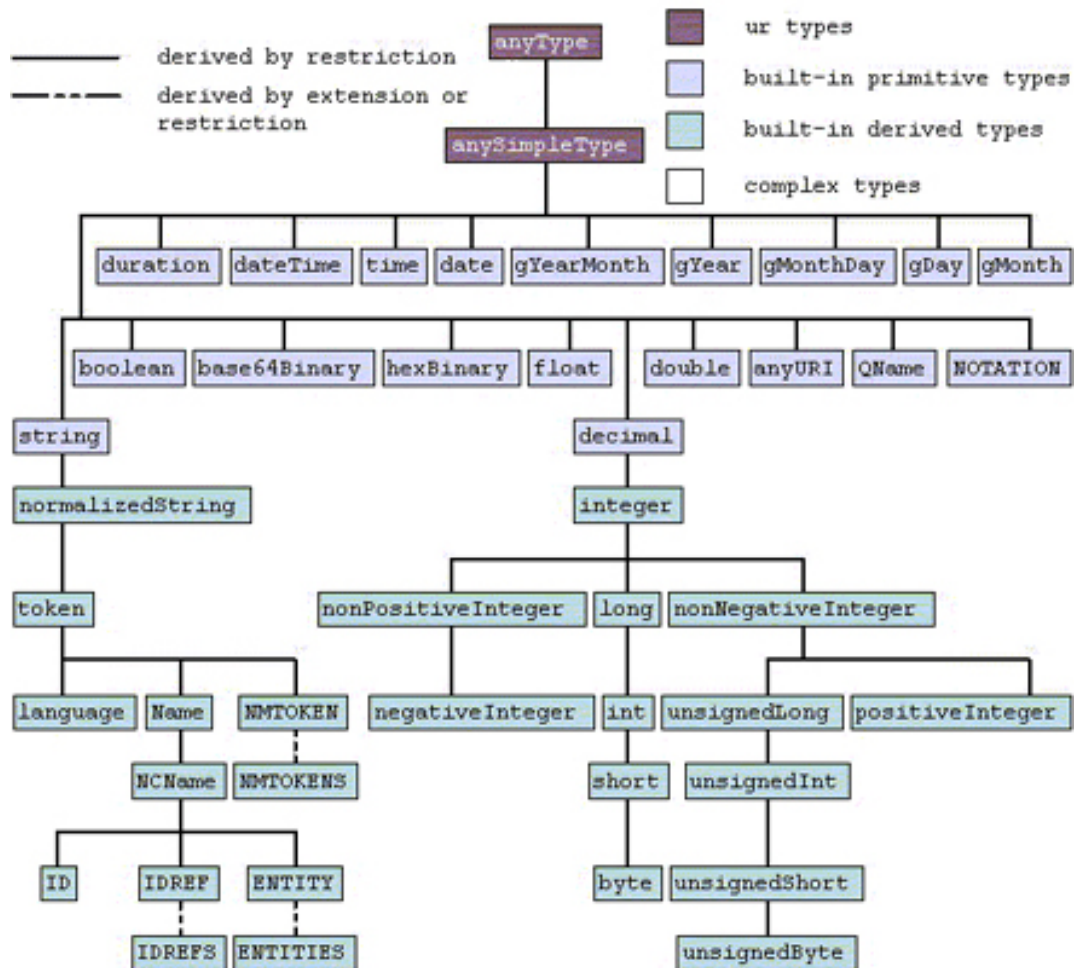 anyType
ur types
derived by restriction
built-in primitive types
derived by extension or
restriction
built-in derived types
anySimpleType
complex types
duration dateTime time date gYearMonth gYear gMonthDay gDay gMonth
boolean base64Binary hexBinary float double anyURI QName NOTATION
string decimal
normalizedString integer
token nonPositiveInteger long nonNegativeInteger
language Name NMTOKEN negativeInteger int unsignedLong positiveInteger
NCName NMTOKENS short unsignedInt
ID IDREF ENTITY byte unsignedShort
IDREFS ENTITIES unsignedByte